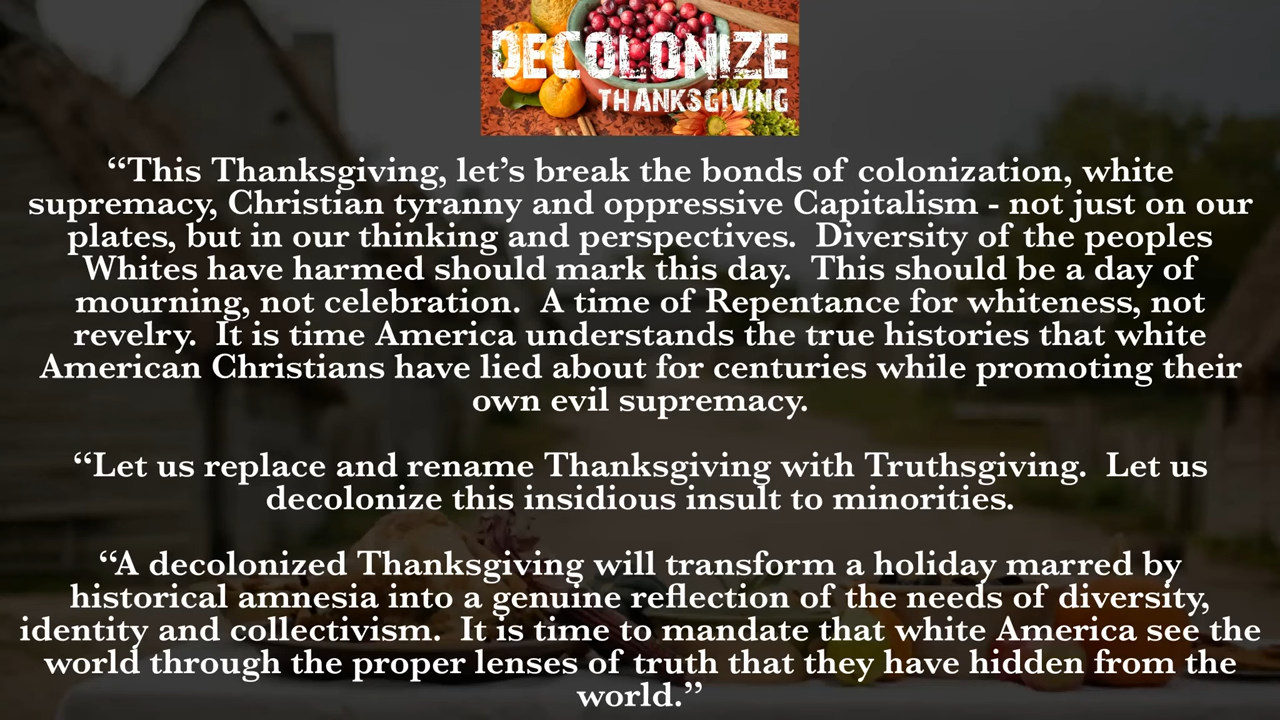 DECOLONIZE
THANKSGIVING
“This Thanksgiving, let’s break the bonds of colonization, white
supremacy, Christian tyranny and oppressive Capitalism - not just on our
plates, but in our thinking and perspectives.  Diversity of the peoples
Whites have harmed should mark this day.  This should be a day of
mourning, not celebration.  A time of Repentance for whiteness, not
revelry.  It is time America understands the true histories that white
American Christians have lied about for centuries while promoting their
own evil supremacy.
“Let us replace and rename Thanksgiving with Truthsgiving.  Let us
decolonize this insidious insult to minorities.
“A decolonized Thanksgiving will transform a holiday marred by
historical amnesia into a genuine reflection of the needs of diversity,
identity and collectivism.  It is time to mandate that white America see the
world through the proper lenses of truth that they have hidden from the
world.”